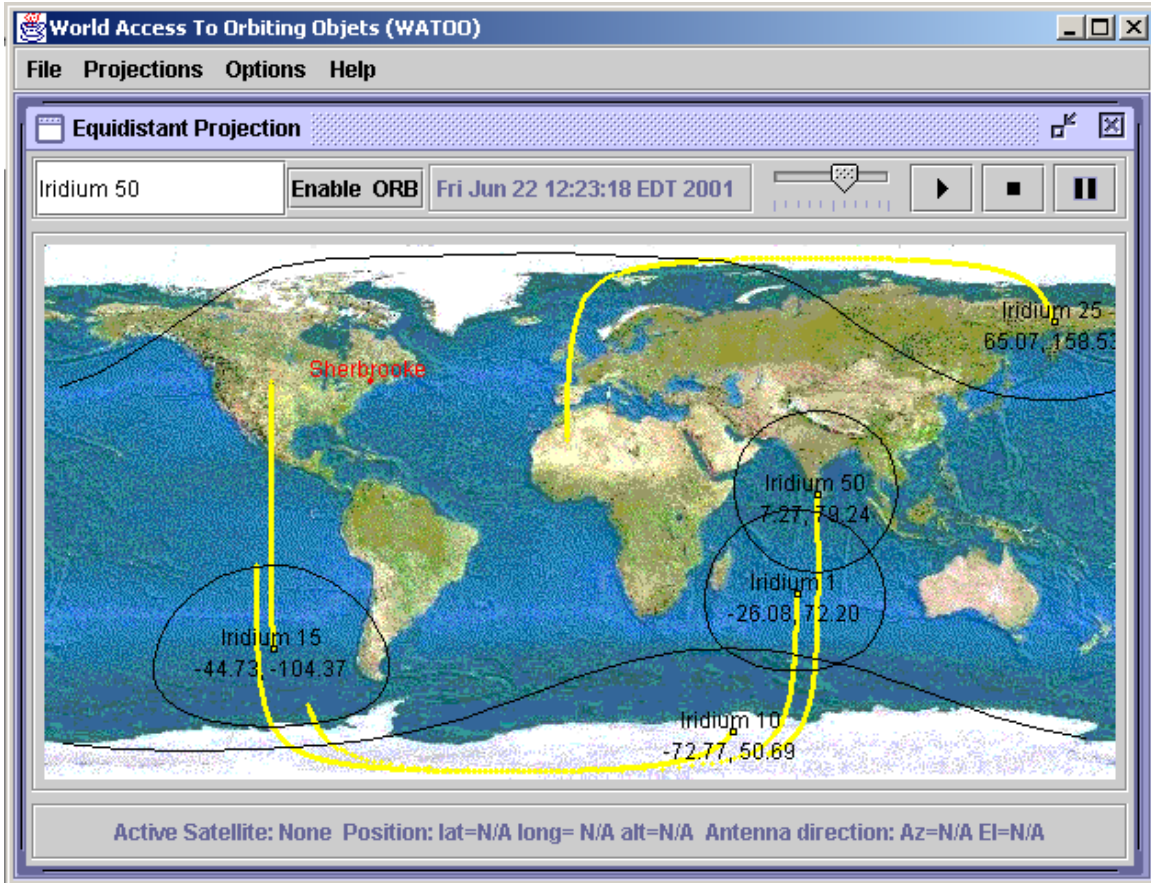 World Access To Orbiting Objets (WATOO)
File Projections Options Help
Equidistant Projection
Iridium 50 Enable ORB Fri Jun 22 12:23:18 EDT 2001
Iridium 25
65.07, 158.53
Sherbrooke
Iridium 50
7.27, 78.24
Iridium 1
-26.08, 72.20
Iridium 15
-44.73, -104.37
Iridium 10
-72.77, 50.69
Active Satellite: None Position: lat=N/A long= N/A alt=N/A Antenna direction: Az=N/A El=N/A